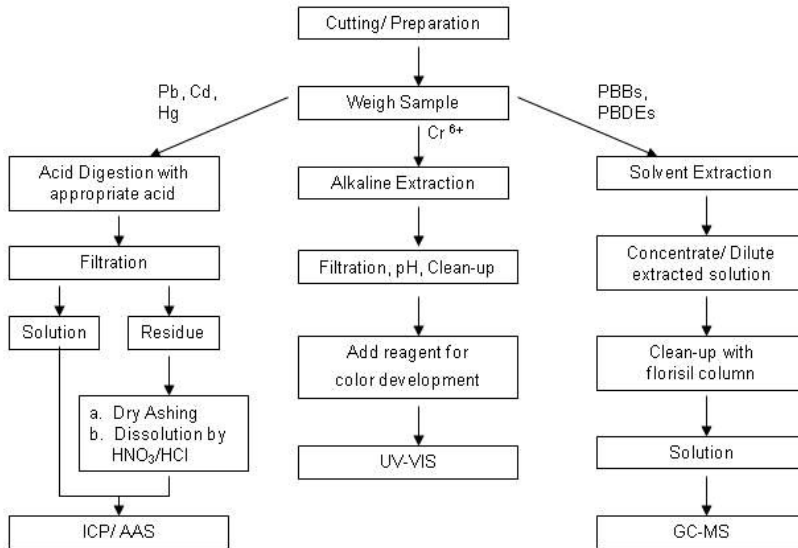 Cutting/ Preparation
Weigh Sample
Pb, Cd,
Hg
Cr ⁶⁺
PBBs,
PBDEs
Acid Digestion with
appropriate acid
Filtration
Solution
Residue
a. Dry Ashing
b. Dissolution by
HNO₃/HCl
ICP/ AAS
Alkaline Extraction
Filtration, pH, Clean-up
Add reagent for
color development
UV-VIS
Solvent Extraction
Concentrate/ Dilute
extracted solution
Clean-up with
florisil column
Solution
GC-MS